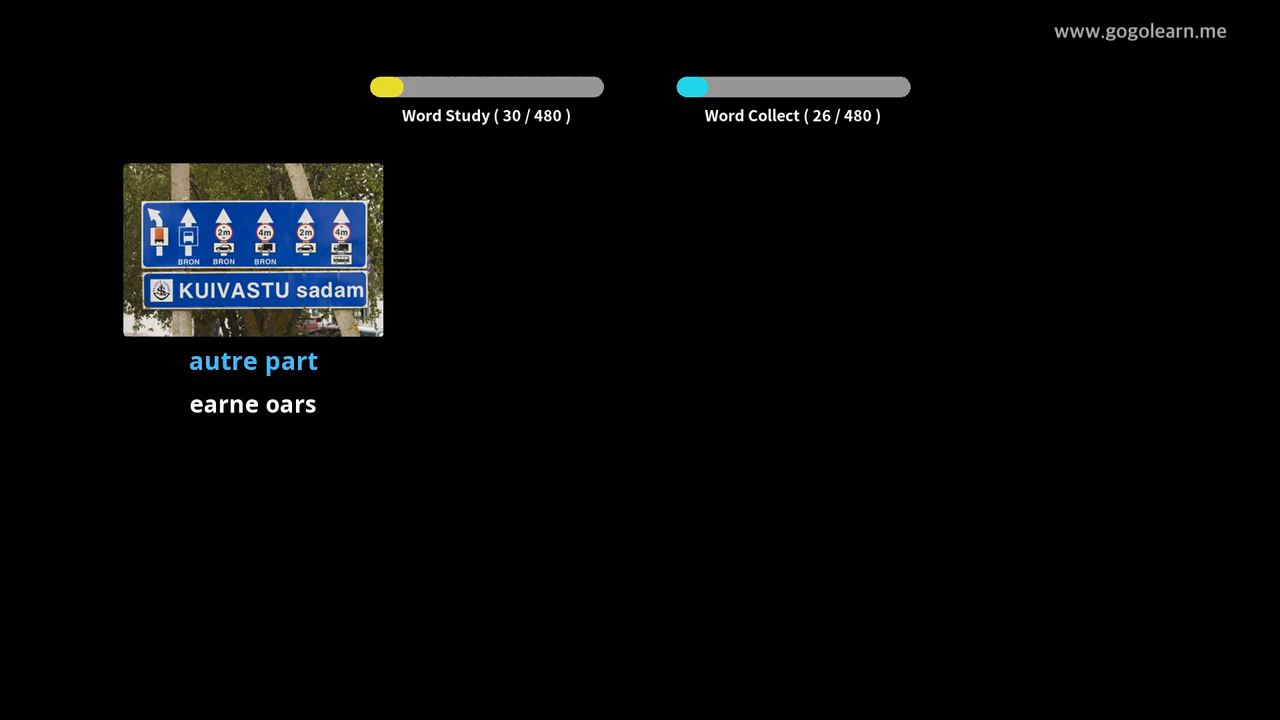 www.gogolearn.me
Word Study ( 30 / 480 )
Word Collect ( 26 / 480 )
2m 4m 2m 4m
BRON BRON BRON
KUIVASTU sadam
autre part
earne oars